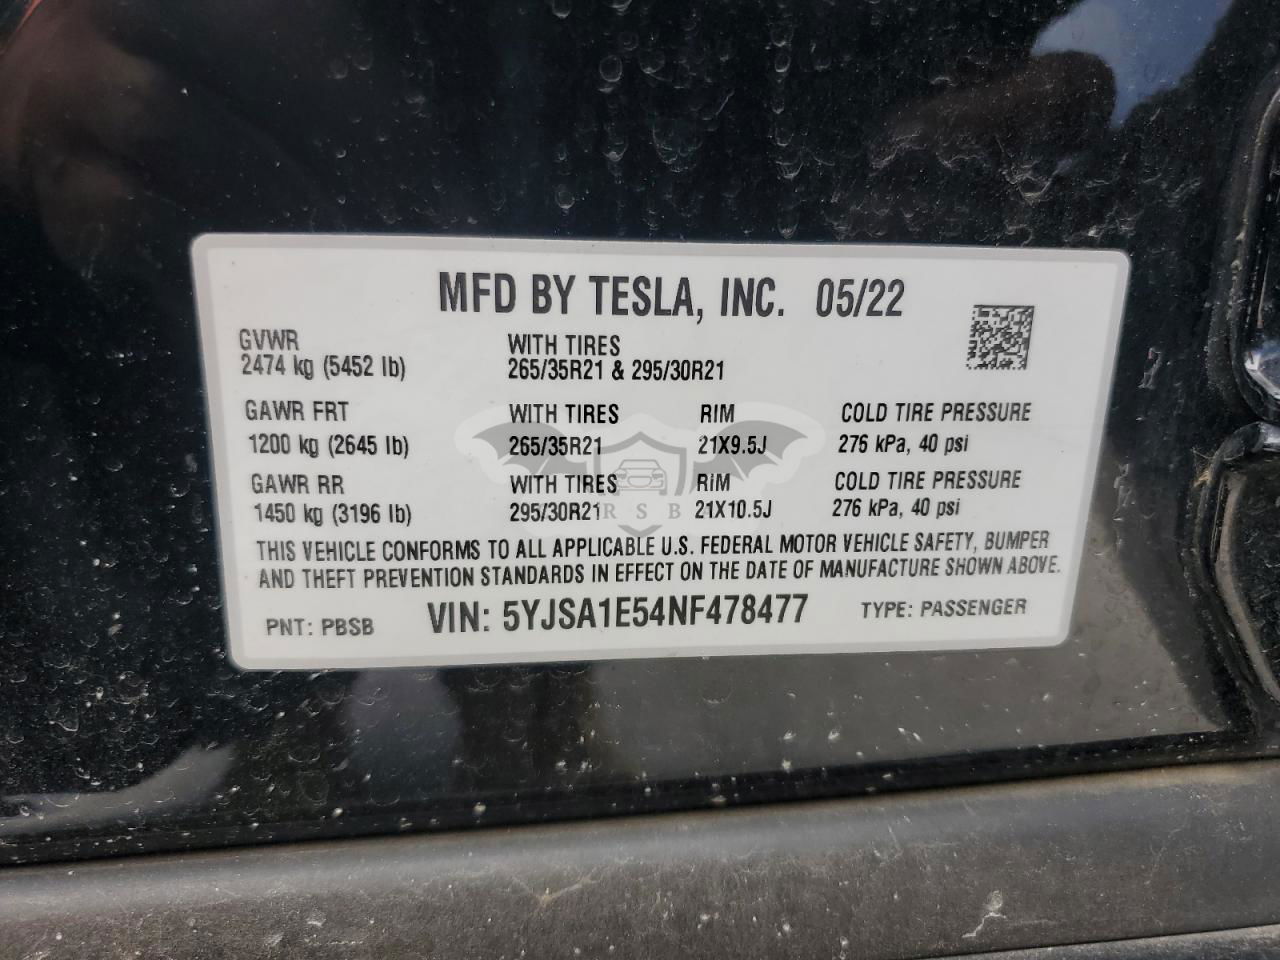 MFD BY TESLA, INC. 05/22
GVWR WITH TIRES
2474 kg (5452 lb) 265/35R21 & 295/30R21
GAWR FRT WITH TIRES RIM COLD TIRE PRESSURE
1200 kg (2645 lb) 265/35R21 21X9.5J 276 kPa, 40 psi
GAWR RR WITH TIRES RIM COLD TIRE PRESSURE
1450 kg (3196 lb) 295/30R21 21X10.5J 276 kPa, 40 psi
RSB
THIS VEHICLE CONFORMS TO ALL APPLICABLE U.S. FEDERAL MOTOR VEHICLE SAFETY, BUMPER
AND THEFT PREVENTION STANDARDS IN EFFECT ON THE DATE OF MANUFACTURE SHOWN ABOVE.
PNT: PBSB VIN: 5YJSA1E54NF478477 TYPE: PASSENGER